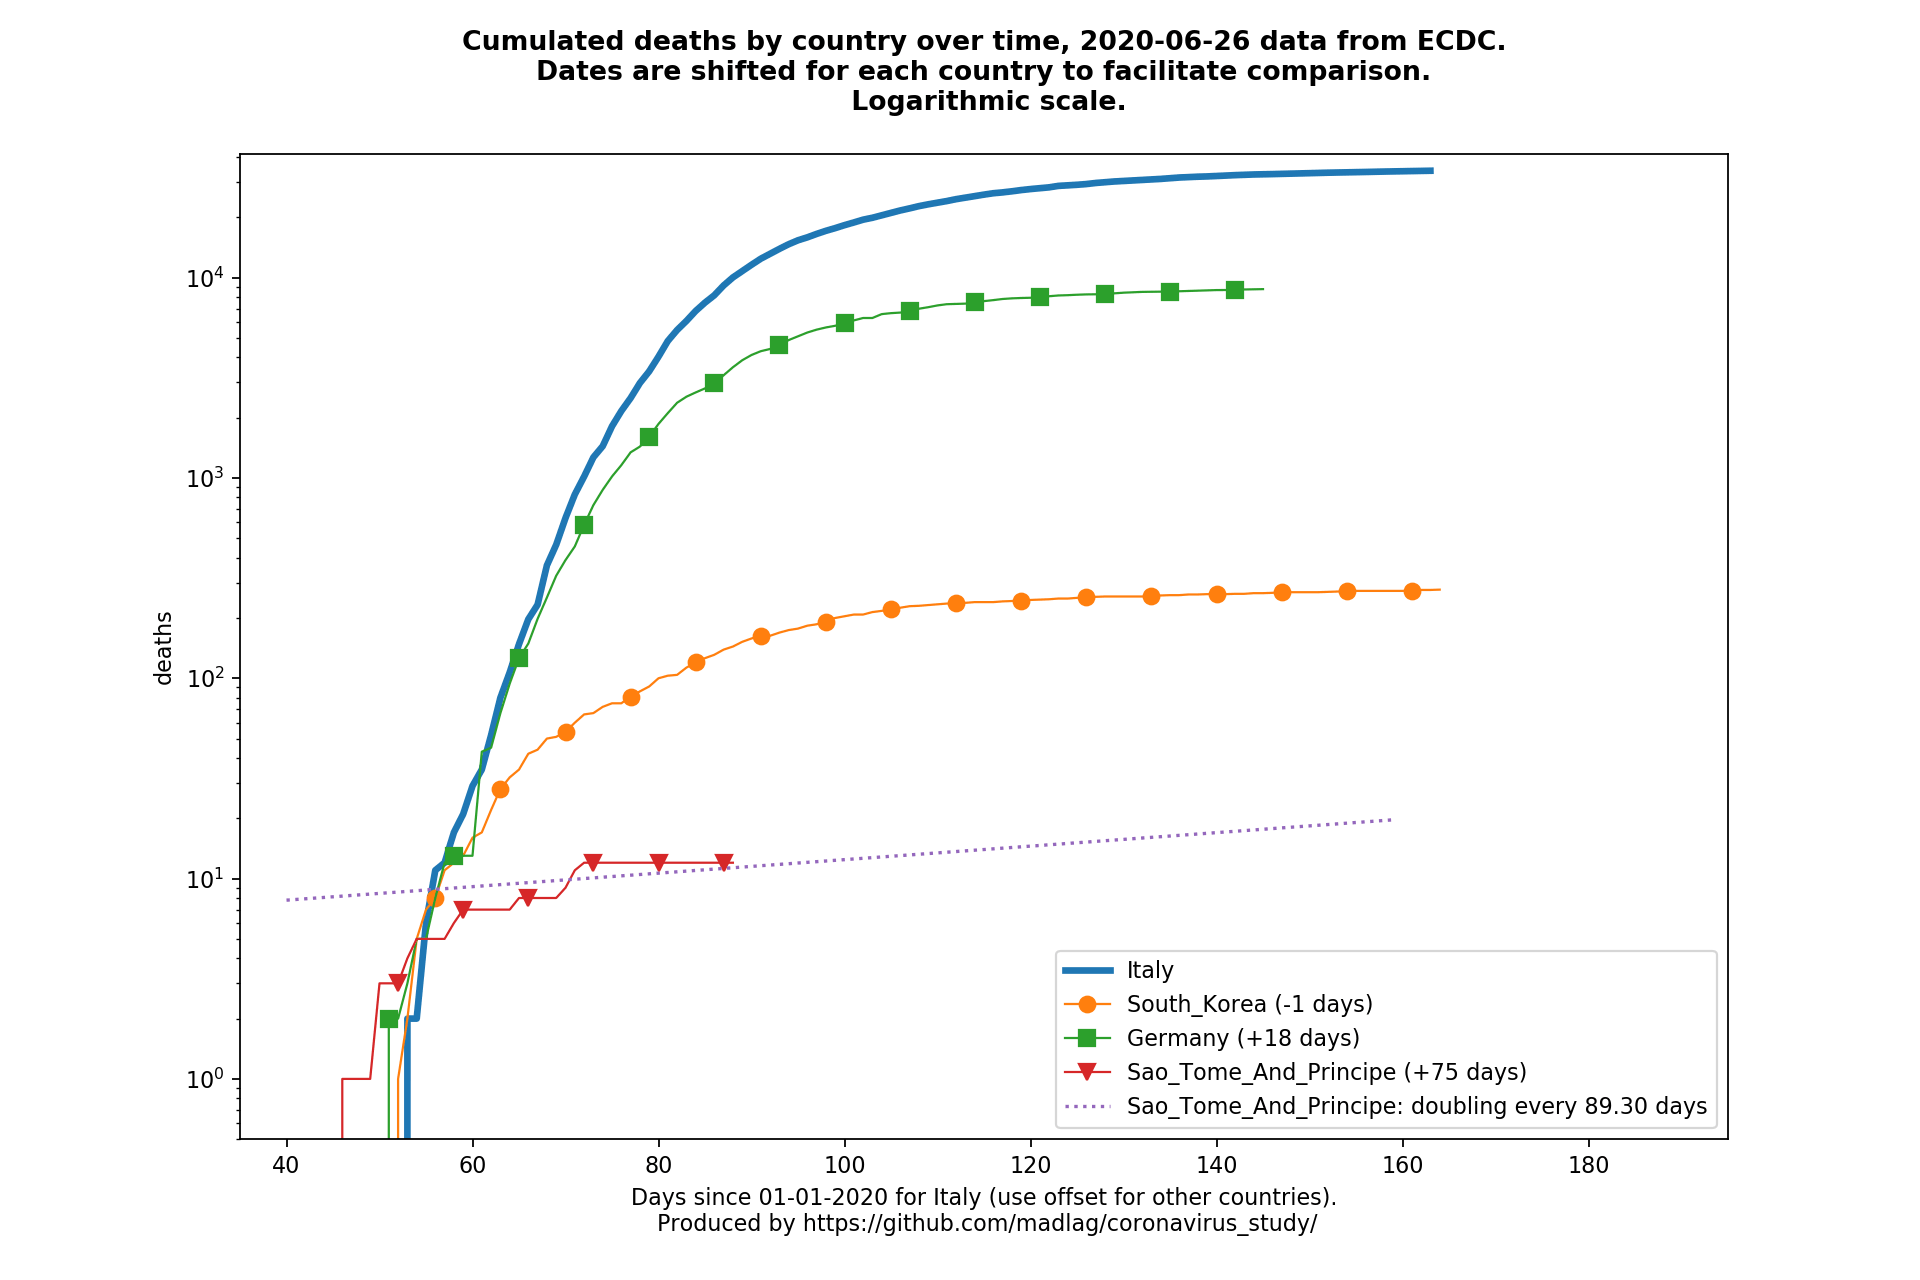 Cumulated deaths by country over time, 2020-06-26 data from ECDC.
Dates are shifted for each country to facilitate comparison.
Logarithmic scale.
10^4
10^3
10^2
10^1
10^0
deaths
Italy
South_Korea (-1 days)
Germany (+18 days)
Sao_Tome_And_Principe (+75 days)
Sao_Tome_And_Principe: doubling every 89.30 days
40 60 80 100 120 140 160 180
Days since 01-01-2020 for Italy (use offset for other countries).
Produced by https://github.com/madlag/coronavirus_study/